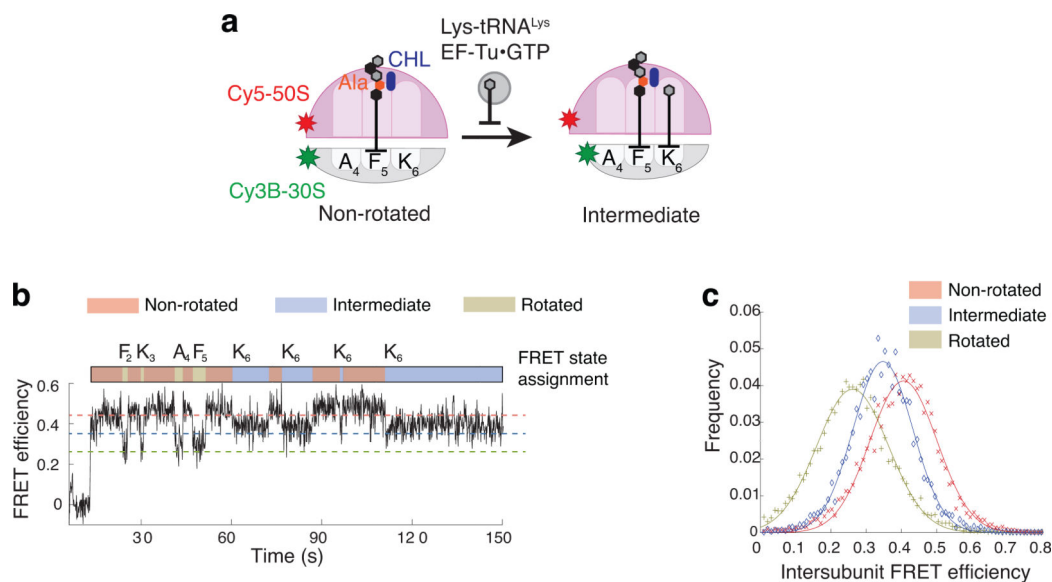 a
Lys-tRNA^Lys
EF-Tu•GTP
CHL
Ala
Cy5-50S
A4 F5 K6
A4 F5 K6
Cy3B-30S
Non-rotated
Intermediate
b
Non-rotated
Intermediate
Rotated
F2 K3 A4 F5 K6 K6 K6 K6
FRET state
assignment
FRET efficiency
0.6
0.4
0.2
0
30 60 90 12 0 150
Time (s)
c
Non-rotated
Intermediate
Rotated
Frequency
0.06
0.05
0.04
0.03
0.02
0.01
0
0 0.1 0.2 0.3 0.4 0.5 0.6 0.7 0.8
Intersubunit FRET efficiency